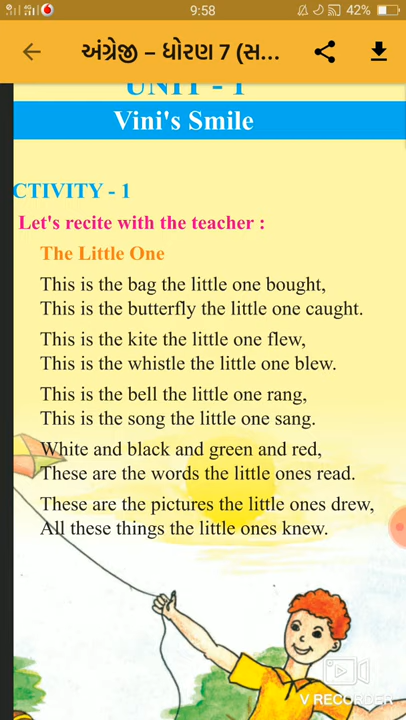 9:58
42%
અંગ્રેજી – ધોરણ 7 (સ...
UNIT - 1
Vini's Smile
CTIVITY - 1
Let's recite with the teacher :
The Little One
This is the bag the little one bought,
This is the butterfly the little one caught.
This is the kite the little one flew,
This is the whistle the little one blew.
This is the bell the little one rang,
This is the song the little one sang.
White and black and green and red,
These are the words the little ones read.
These are the pictures the little ones drew,
All these things the little ones knew.
V RECORDER